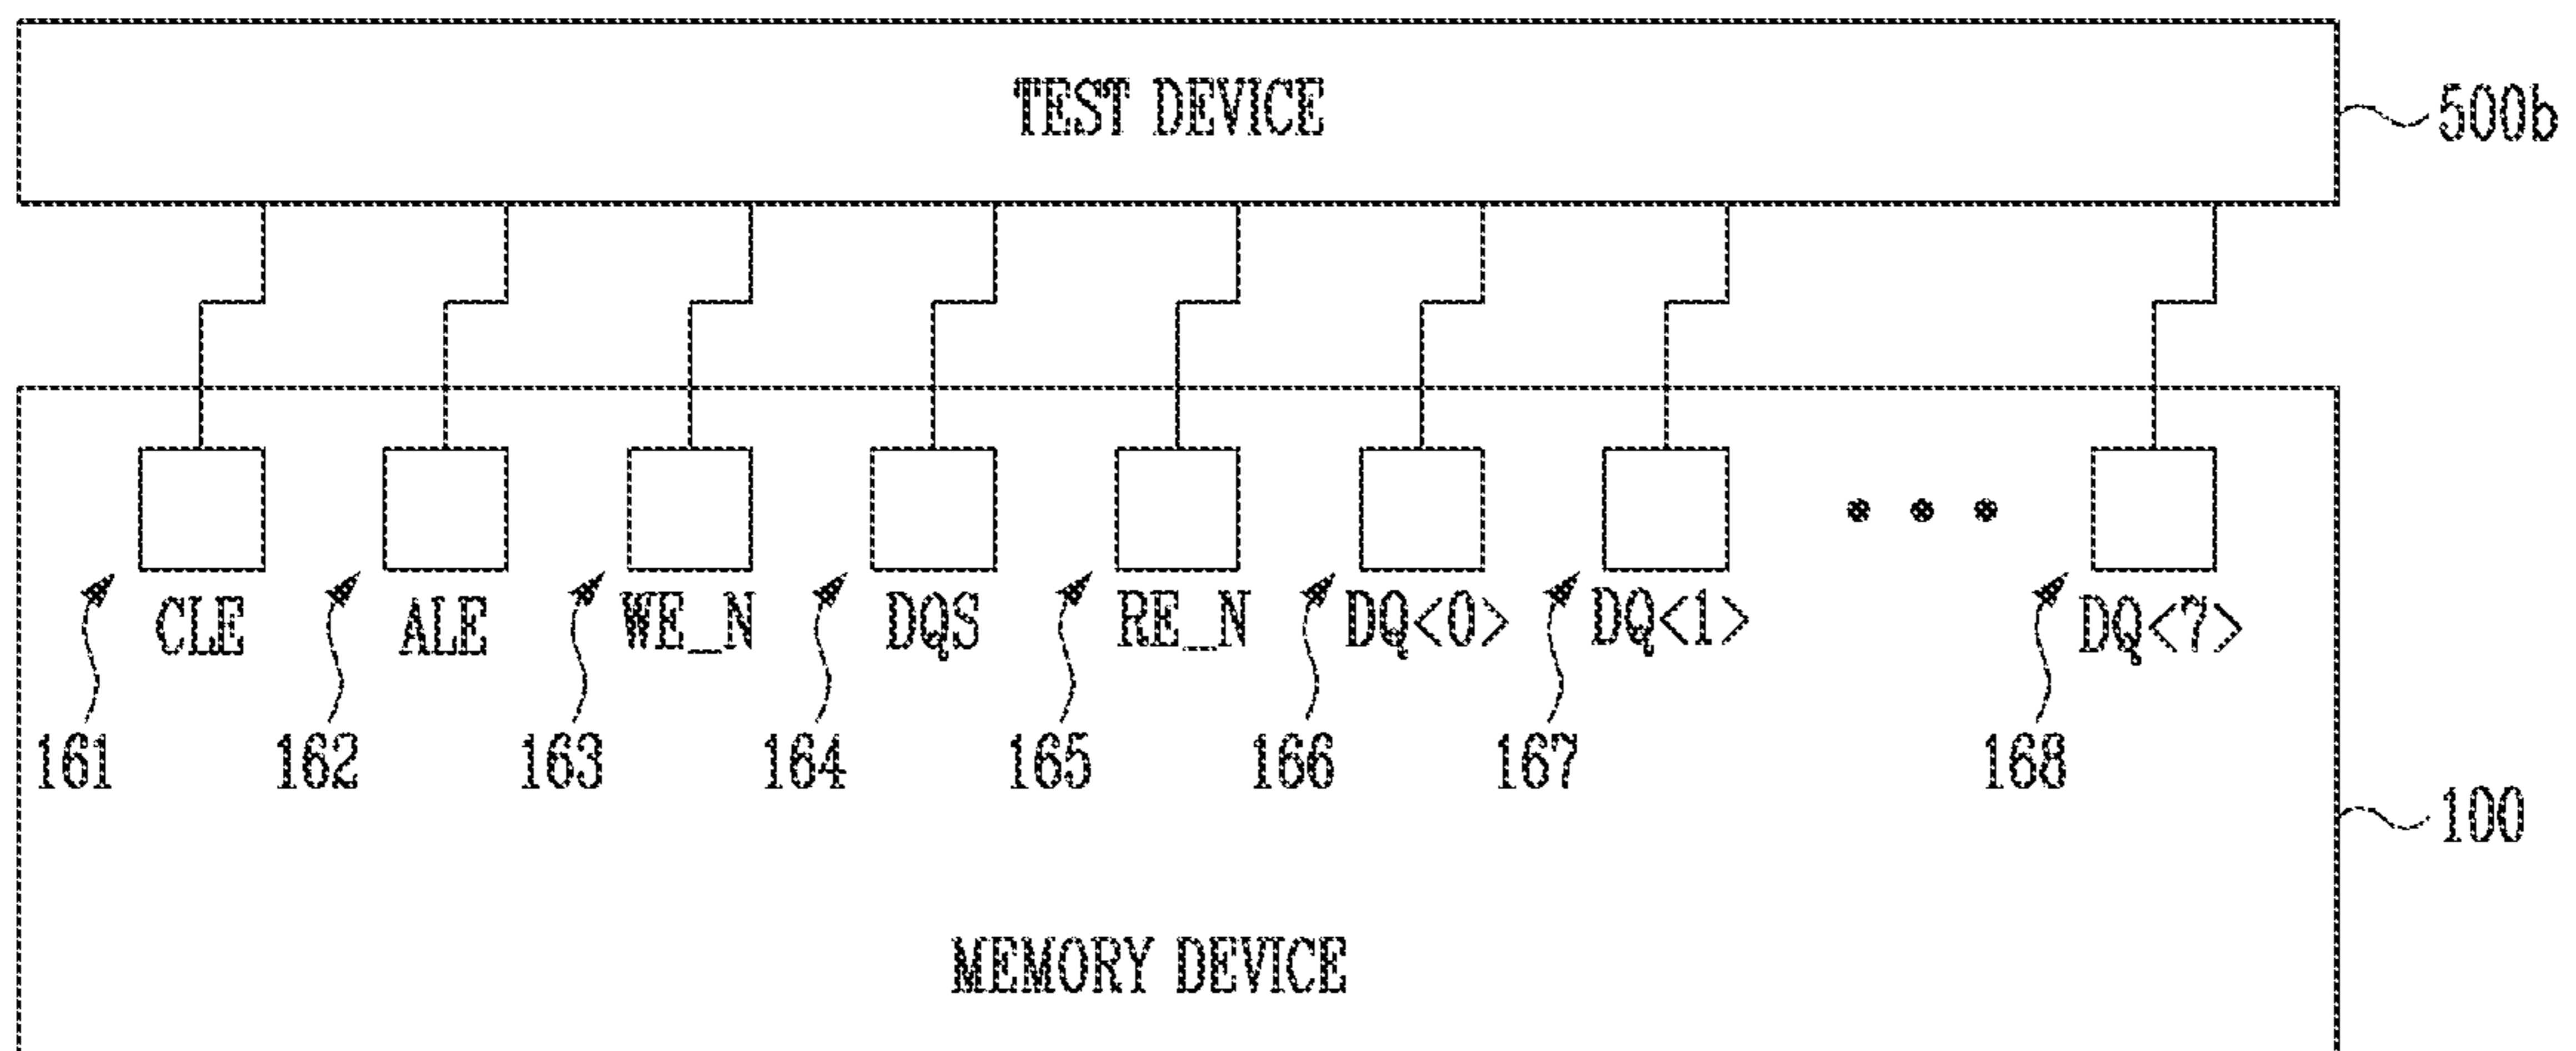 TEST DEVICE
500b
CLE ALE WE_N DQS RE_N DQ<0> DQ<1> DQ<7>
161 162 163 164 165 166 167 168
100
MEMORY DEVICE